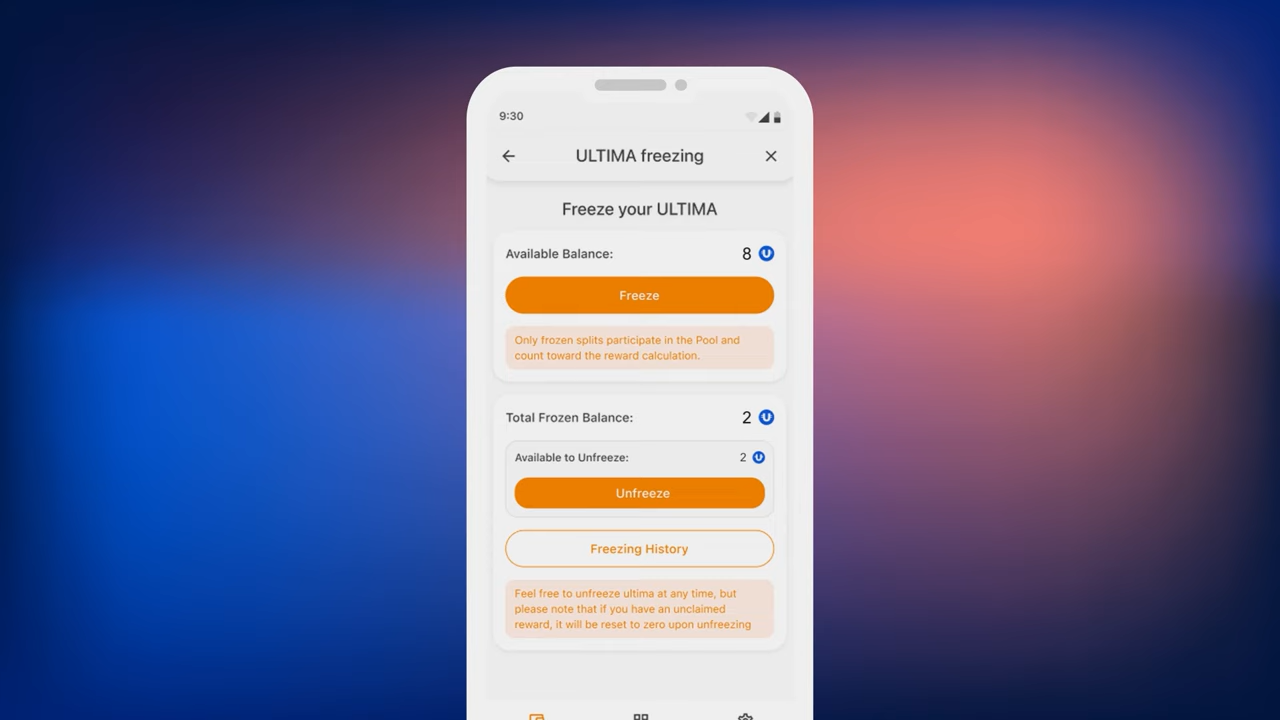 9:30
ULTIMA freezing
Freeze your ULTIMA
Available Balance:
8
Freeze
Only frozen splits participate in the Pool and
count toward the reward calculation.
Total Frozen Balance:
2
Available to Unfreeze:
2
Unfreeze
Freezing History
Feel free to unfreeze ultima at any time, but
please note that if you have an unclaimed
reward, it will be reset to zero upon unfreezing